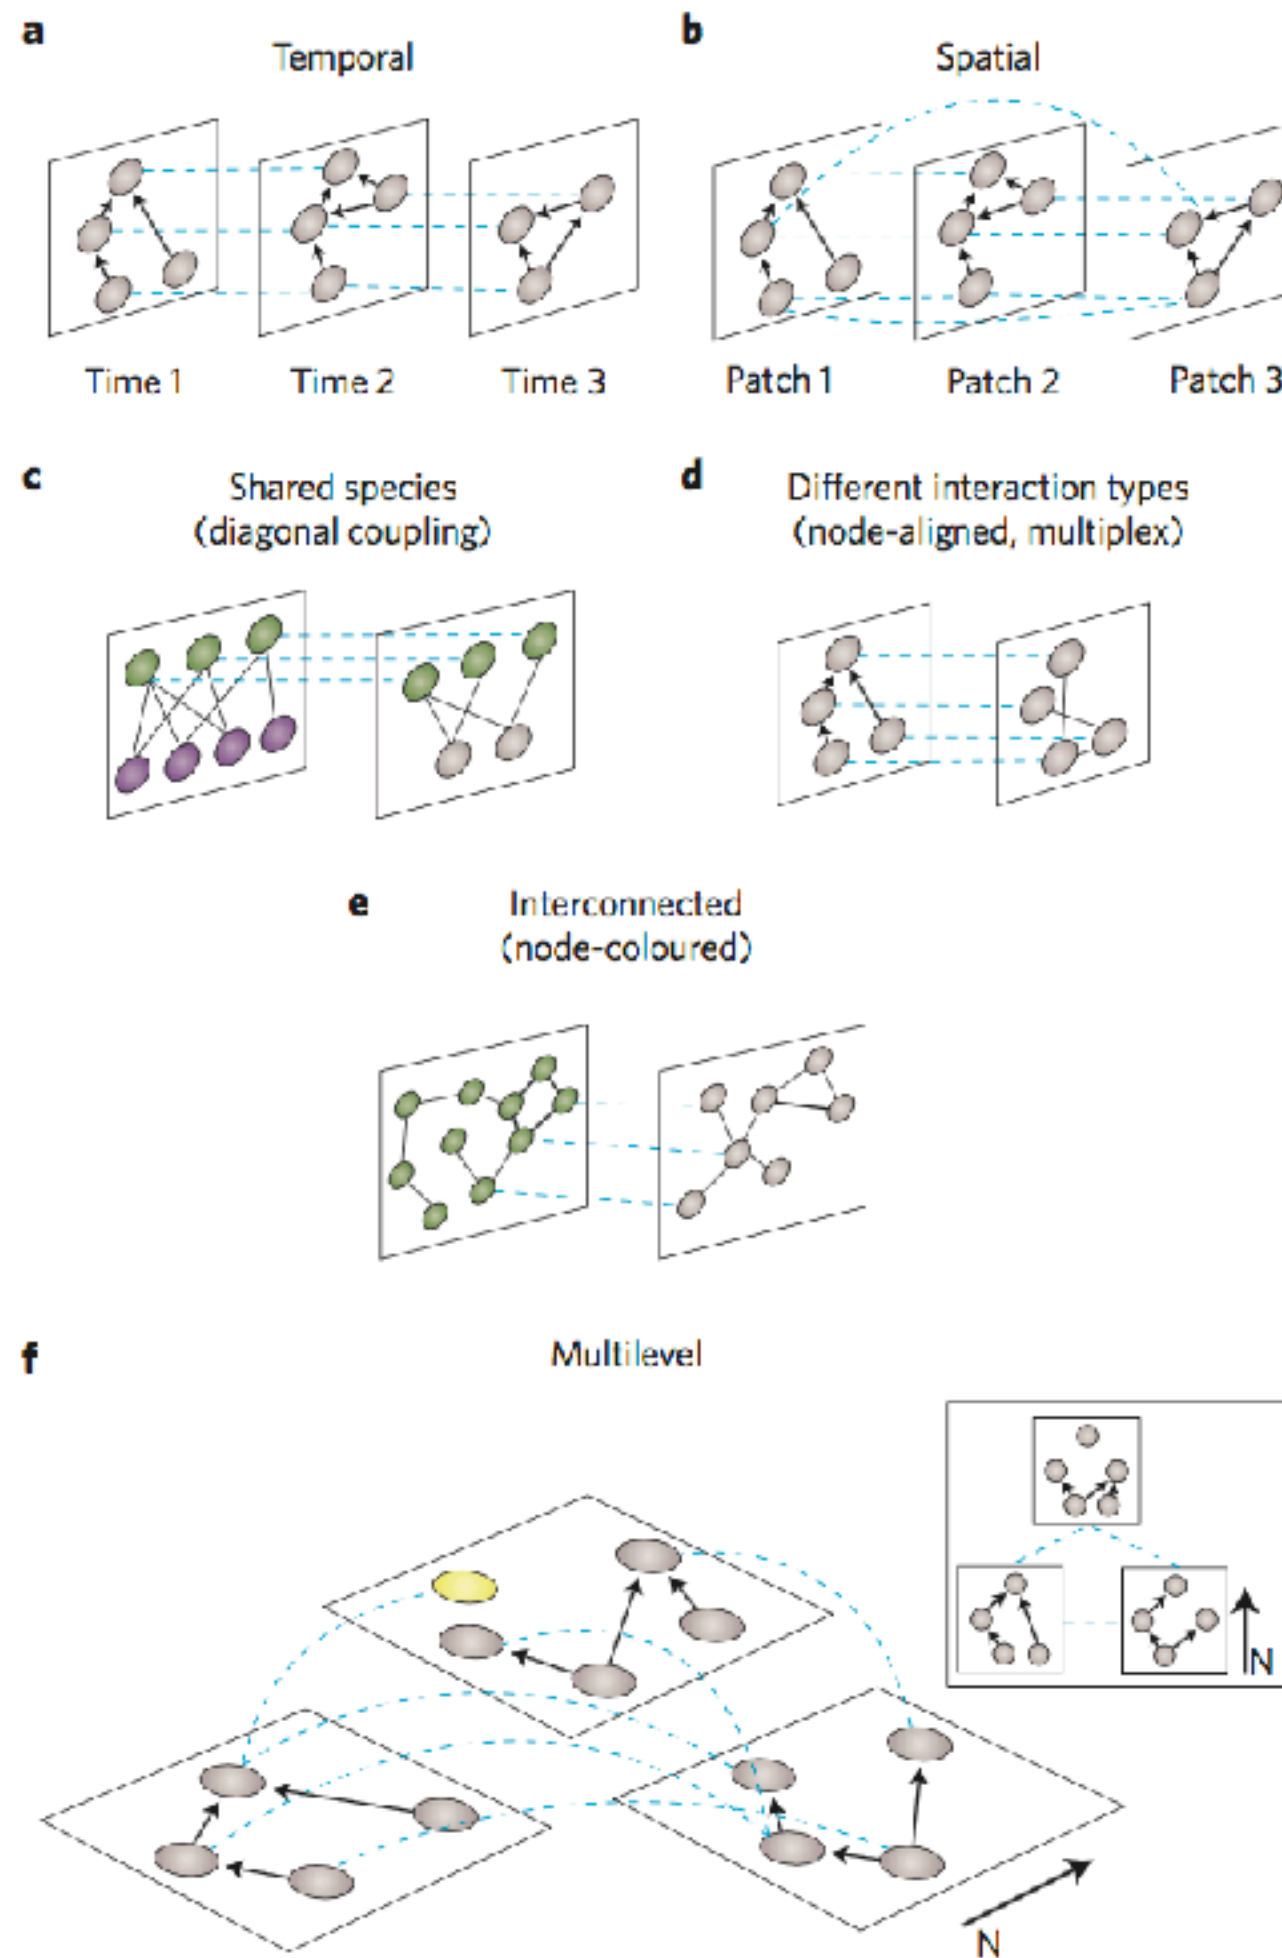 a
Temporal
Time 1
Time 2
Time 3
b
Spatial
Patch 1
Patch 2
Patch 3
c
Shared species
(diagonal coupling)
d
Different interaction types
(node-aligned, multiplex)
e
Interconnected
(node-coloured)
f
Multilevel
N
N